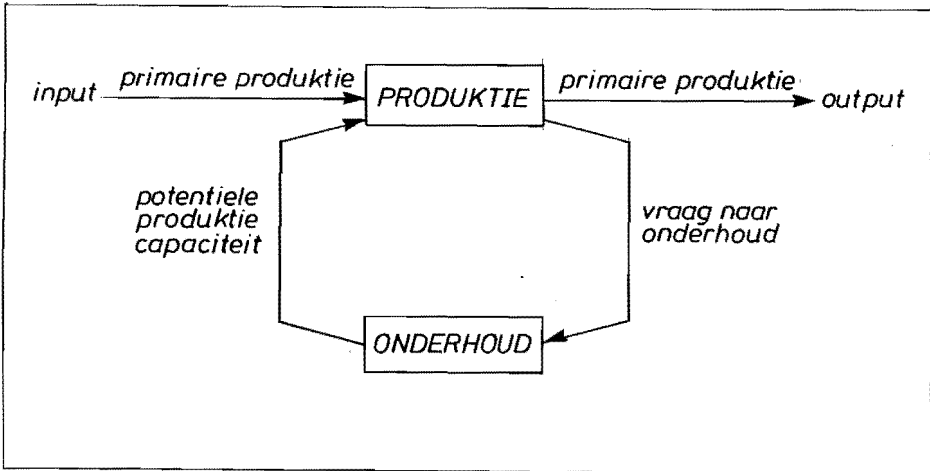 input
primaire produktie
PRODUKTIE
primaire produktie
output
potentiele
produktie
capaciteit
vraag naar
onderhoud
ONDERHOUD